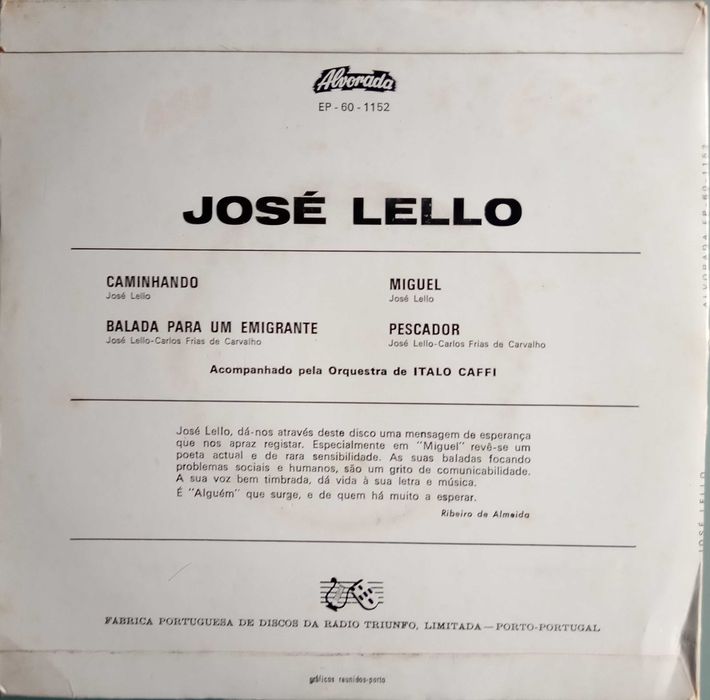 Alvorada
EP - 60 - 1152
JOSÉ LELLO
CAMINHANDO
José Lello
BALADA PARA UM EMIGRANTE
José Lello-Carlos Frias de Carvalho
MIGUEL
José Lello
PESCADOR
José Lello-Carlos Frias de Carvalho
Acompanhado pela Orquestra de ITALO CAFFI
José Lello, dá-nos através deste disco uma mensagem de esperança
que nos apraz registar. Especialmente em "Miguel" revê-se um
poeta actual e de rara sensibilidade. As suas baladas focando
problemas sociais e humanos, são um grito de comunicabilidade.
A sua voz bem timbrada, dá vida à sua letra e música.
É "Alguém" que surge, e de quem há muito a esperar.
Ribeiro de Almeida
FABRICA PORTUGUESA DE DISCOS DA RADIO TRIUNFO, LIMITADA — PORTO-PORTUGAL
gráficos reunidos-porto
ALVORADA EP-60-1152
JOSÉ LELLO